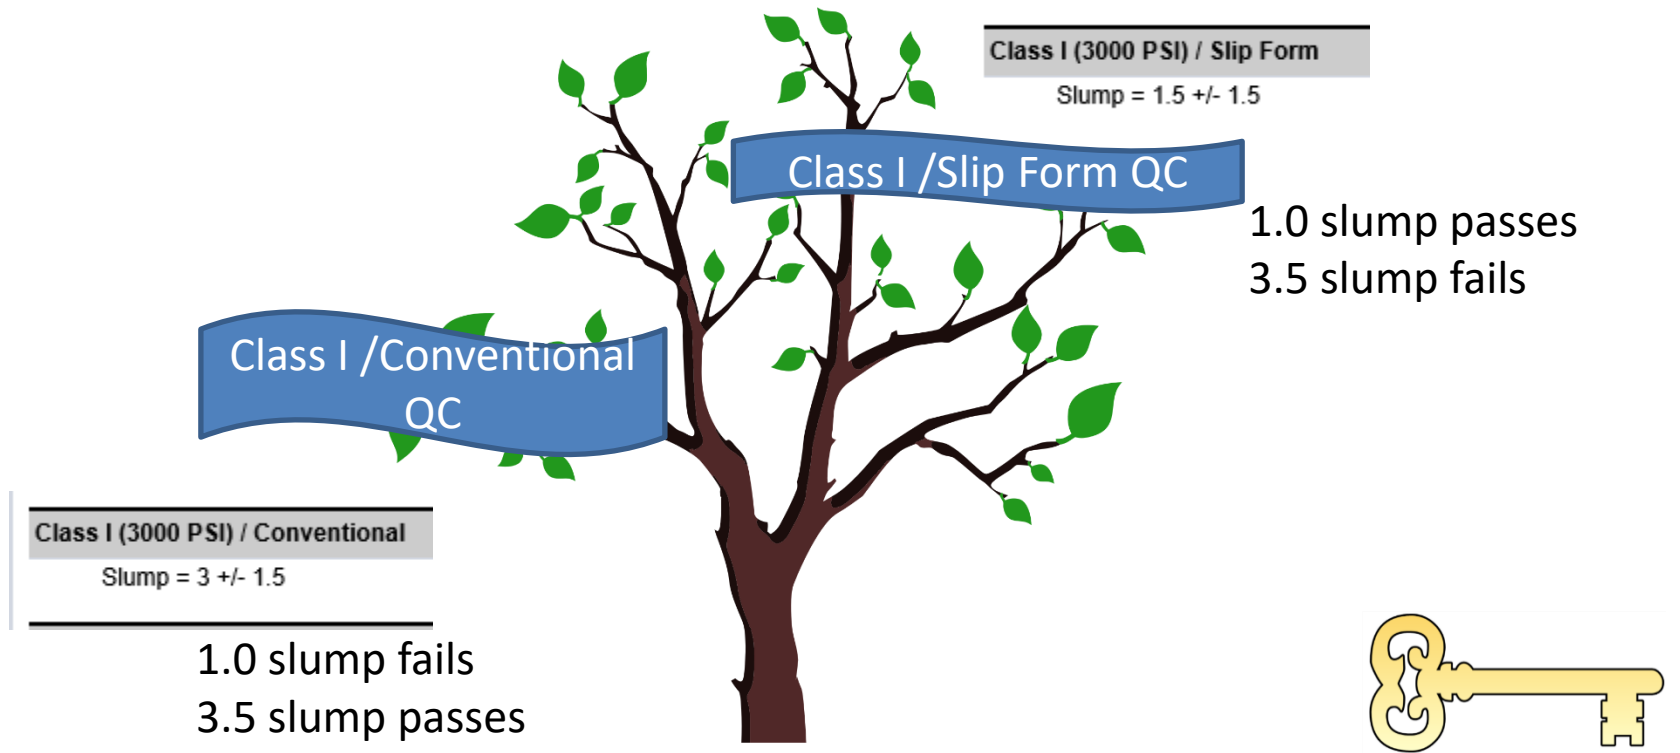 Class I (3000 PSI) / Slip Form
Slump = 1.5 +/- 1.5
Class I /Slip Form QC
1.0 slump passes
3.5 slump fails
Class I /Conventional
QC
Class I (3000 PSI) / Conventional
Slump = 3 +/- 1.5
1.0 slump fails
3.5 slump passes